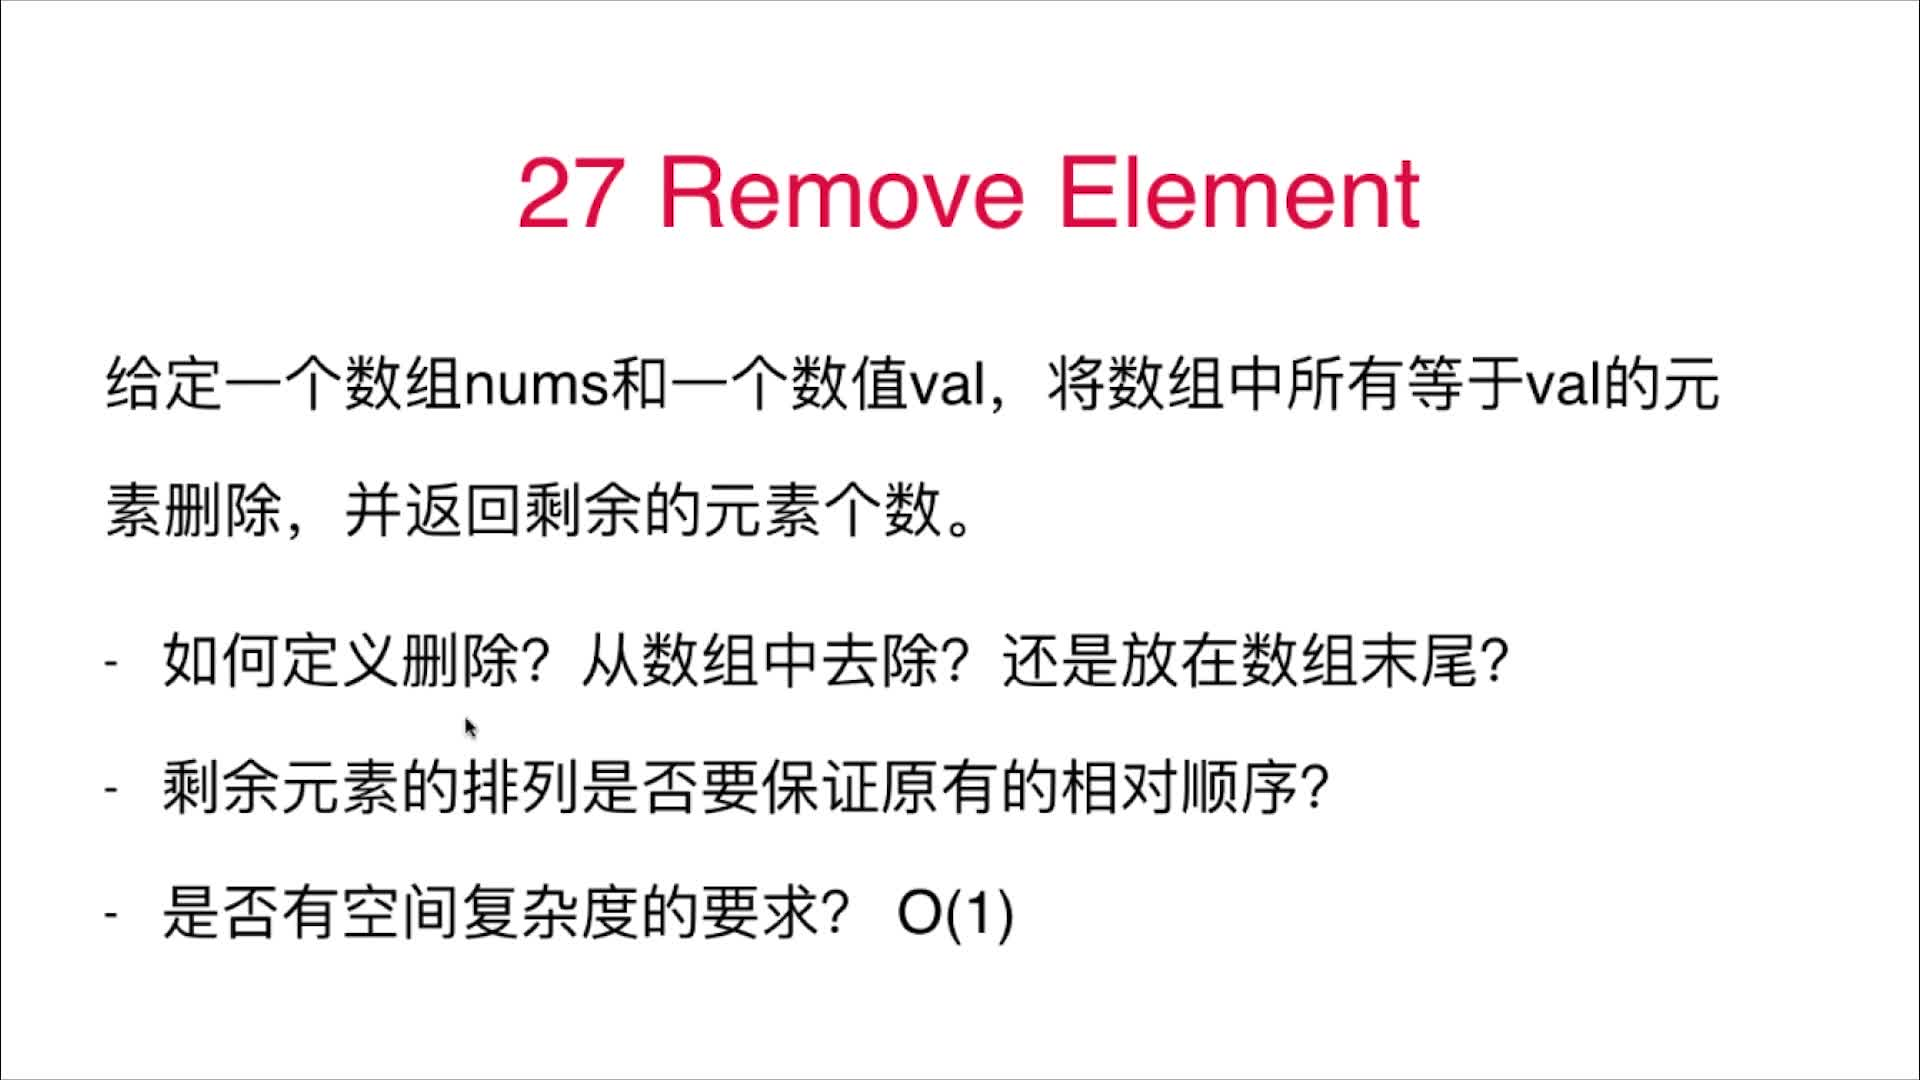 27 Remove Element
给定一个数组nums和一个数值val，将数组中所有等于val的元
素删除，并返回剩余的元素个数。
- 如何定义删除？从数组中去除？还是放在数组末尾？
- 剩余元素的排列是否要保证原有的相对顺序？
- 是否有空间复杂度的要求？ O(1)